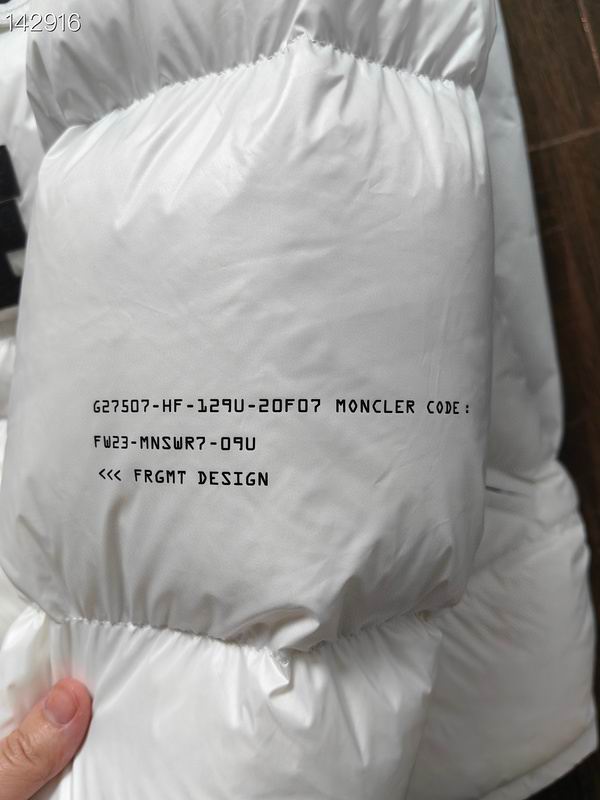 142916
G27507-HF-129U-20F07 MONCLER CODE:
FW23-MNSWR7-09U
<<< FRGMT DESIGN